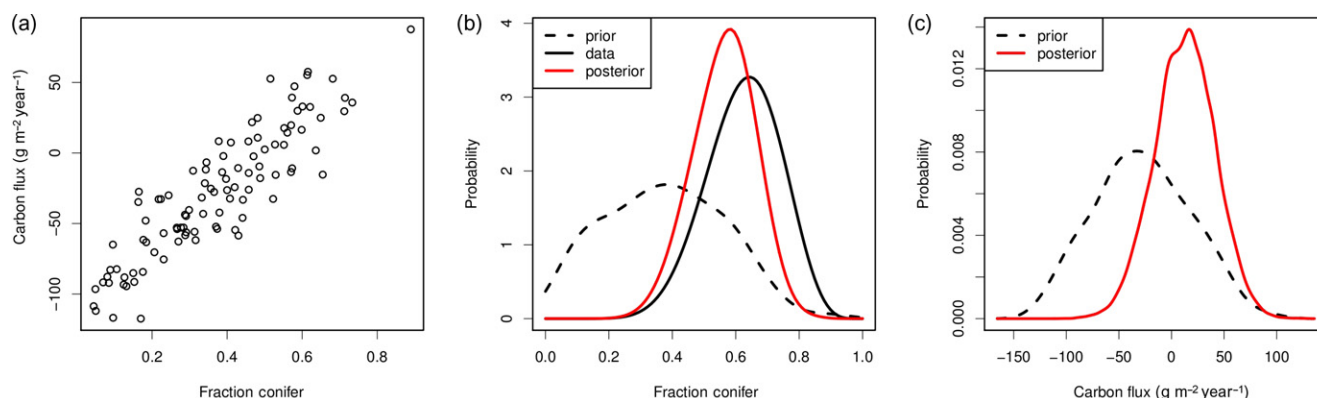 (a)
Carbon flux (g m⁻² year⁻¹)
50
0
−50
−100
0.2 0.4 0.6 0.8
Fraction conifer
(b)
prior
data
posterior
Probability
4
3
2
1
0
0.0 0.2 0.4 0.6 0.8 1.0
Fraction conifer
(c)
prior
posterior
Probability
0.012
0.008
0.004
0.000
−150 −100 −50 0 50 100
Carbon flux (g m⁻² year⁻¹)